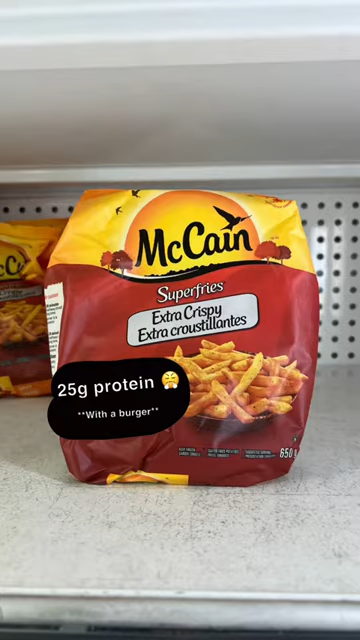 McCain
Superfries
Extra Crispy
Extra croustillantes
25g protein 😤
**With a burger**
650